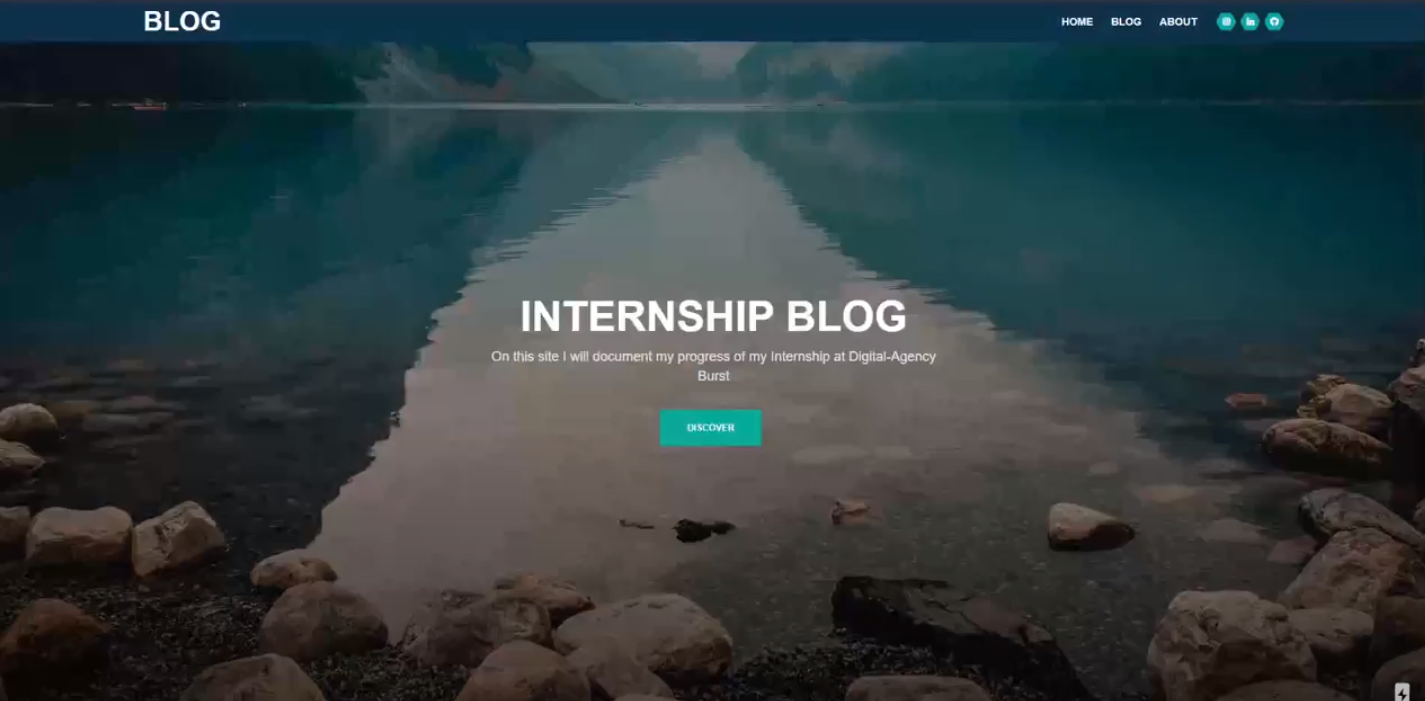 BLOG
HOME BLOG ABOUT
INTERNSHIP BLOG
On this site I will document my progress of my Internship at Digital-Agency
Burst
DISCOVER